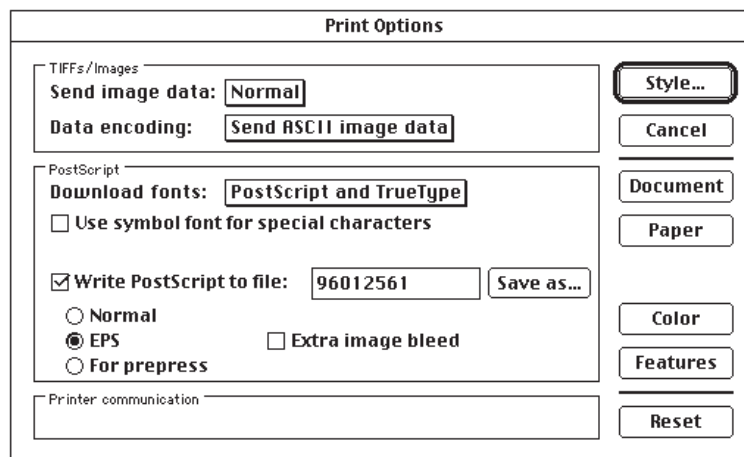 Print Options
TIFFs/Images
Send image data: Normal
Data encoding: Send ASCII image data
PostScript
Download fonts: PostScript and TrueType
Use symbol font for special characters
Write PostScript to file: 96012561 Save as...
Normal
EPS Extra image bleed
For prepress
Printer communication
Style...
Cancel
Document
Paper
Color
Features
Reset